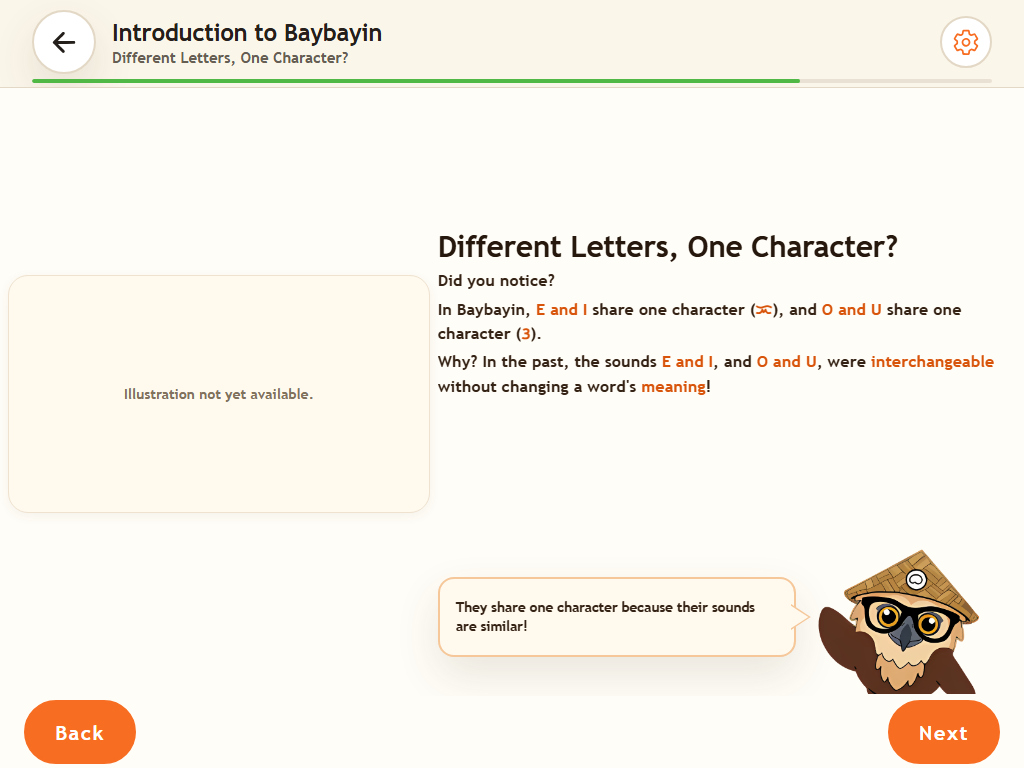 Introduction to Baybayin
Different Letters, One Character?
Different Letters, One Character?
Did you notice?
In Baybayin, E and I share one character (ᜁ), and O and U share one
character (ᜂ).
Why? In the past, the sounds E and I, and O and U, were interchangeable
without changing a word's meaning!
Illustration not yet available.
They share one character because their sounds
are similar!
Back
Next